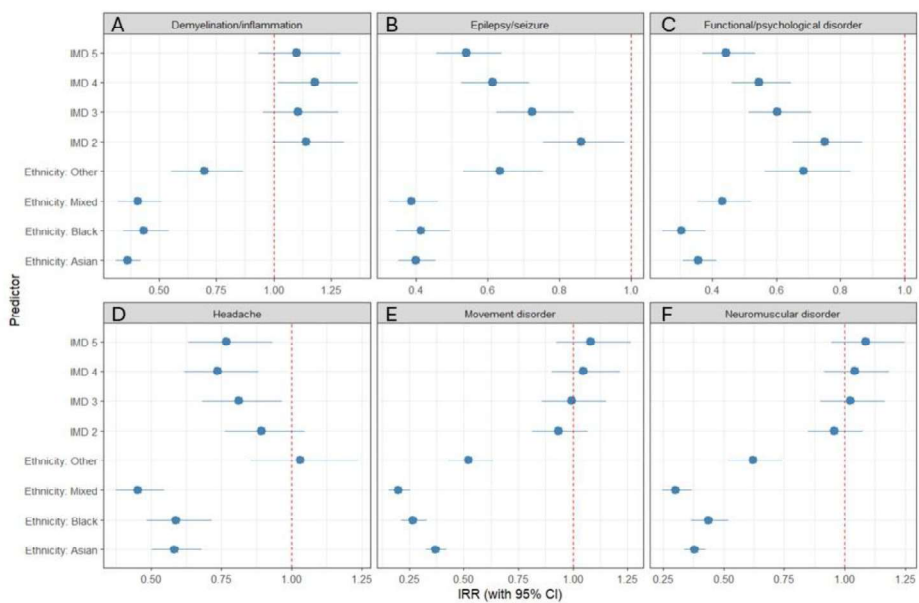 A Demyelination/inflammation
B Epilepsy/seizure
C Functional/psychological disorder
IMD 5
IMD 4
IMD 3
IMD 2
Ethnicity: Other
Ethnicity: Mixed
Ethnicity: Black
Ethnicity: Asian
0.50 0.75 1.00 1.25
0.4 0.6 0.8 1.0
0.4 0.6 0.8 1.0
Predictor
D Headache
E Movement disorder
F Neuromuscular disorder
IMD 5
IMD 4
IMD 3
IMD 2
Ethnicity: Other
Ethnicity: Mixed
Ethnicity: Black
Ethnicity: Asian
0.50 0.75 1.00 1.25
0.25 0.50 0.75 1.00 1.25
0.25 0.50 0.75 1.00 1.25
IRR (with 95% CI)